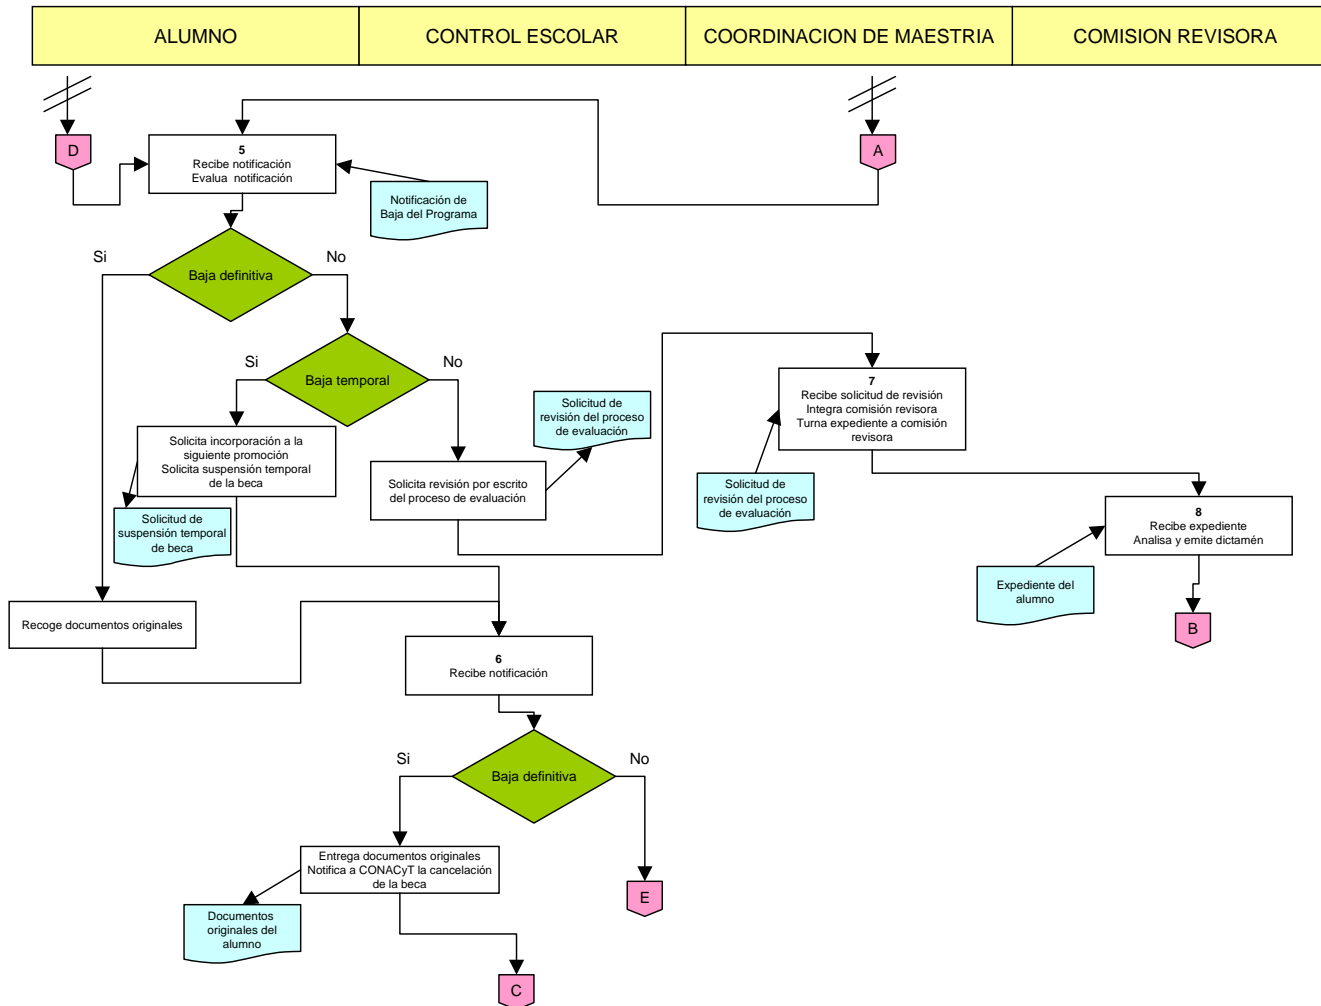 ALUMNO
CONTROL ESCOLAR
COORDINACION DE MAESTRIA
COMISION REVISORA
D
5
Recibe notificación
Evalua notificación
A
Notificación de
Baja del Programa
Si
No
Baja definitiva
Si
No
Baja temporal
Solicita incorporación a la
siguiente promoción
Solicita suspensión temporal
de la beca
Solicitud de
suspensión temporal
de beca
Solicita revisión por escrito
del proceso de evaluación
Solicitud de
revisión del proceso
de evaluación
7
Recibe solicitud de revisión
Integra comisión revisora
Turna expediente a comisión
revisora
Solicitud de
revisión del proceso
de evaluación
8
Recibe expediente
Analisa y emite dictamén
Expediente del
alumno
B
Recoge documentos originales
6
Recibe notificación
Si
No
Baja definitiva
Entrega documentos originales
Notifica a CONACyT la cancelación
de la beca
Documentos
originales del
alumno
E
C